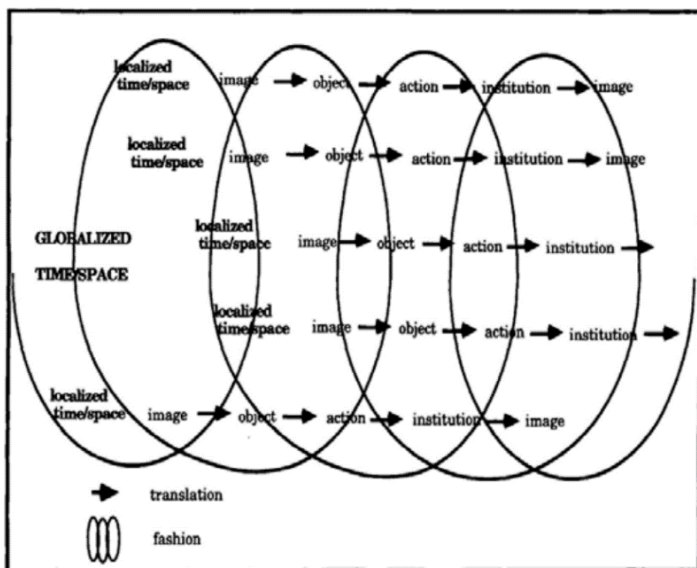 localized
time/space image object action institution image
localized
time/space image object action institution image
localized
GLOBALIZED time/space image object action institution
TIME/SPACE
localized
time/space image object action institution
localized
time/space image object action institution image
translation
fashion